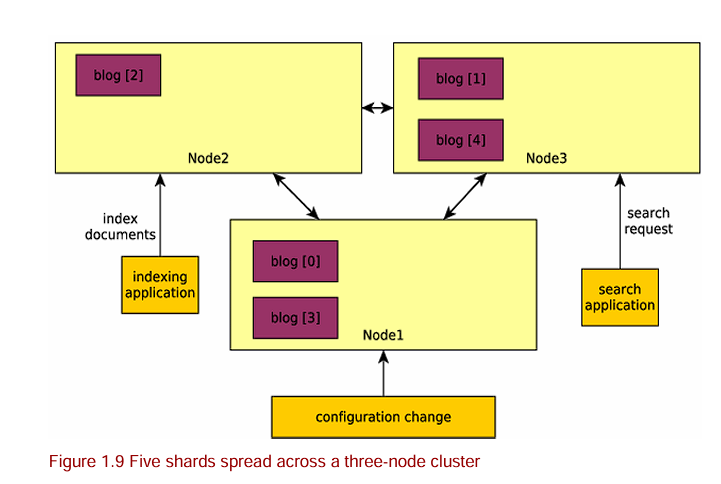 blog [2]
Node2
blog [1]
blog [4]
Node3
index
documents
search
request
indexing
application
search
application
blog [0]
blog [3]
Node1
configuration change
Figure 1.9 Five shards spread across a three-node cluster